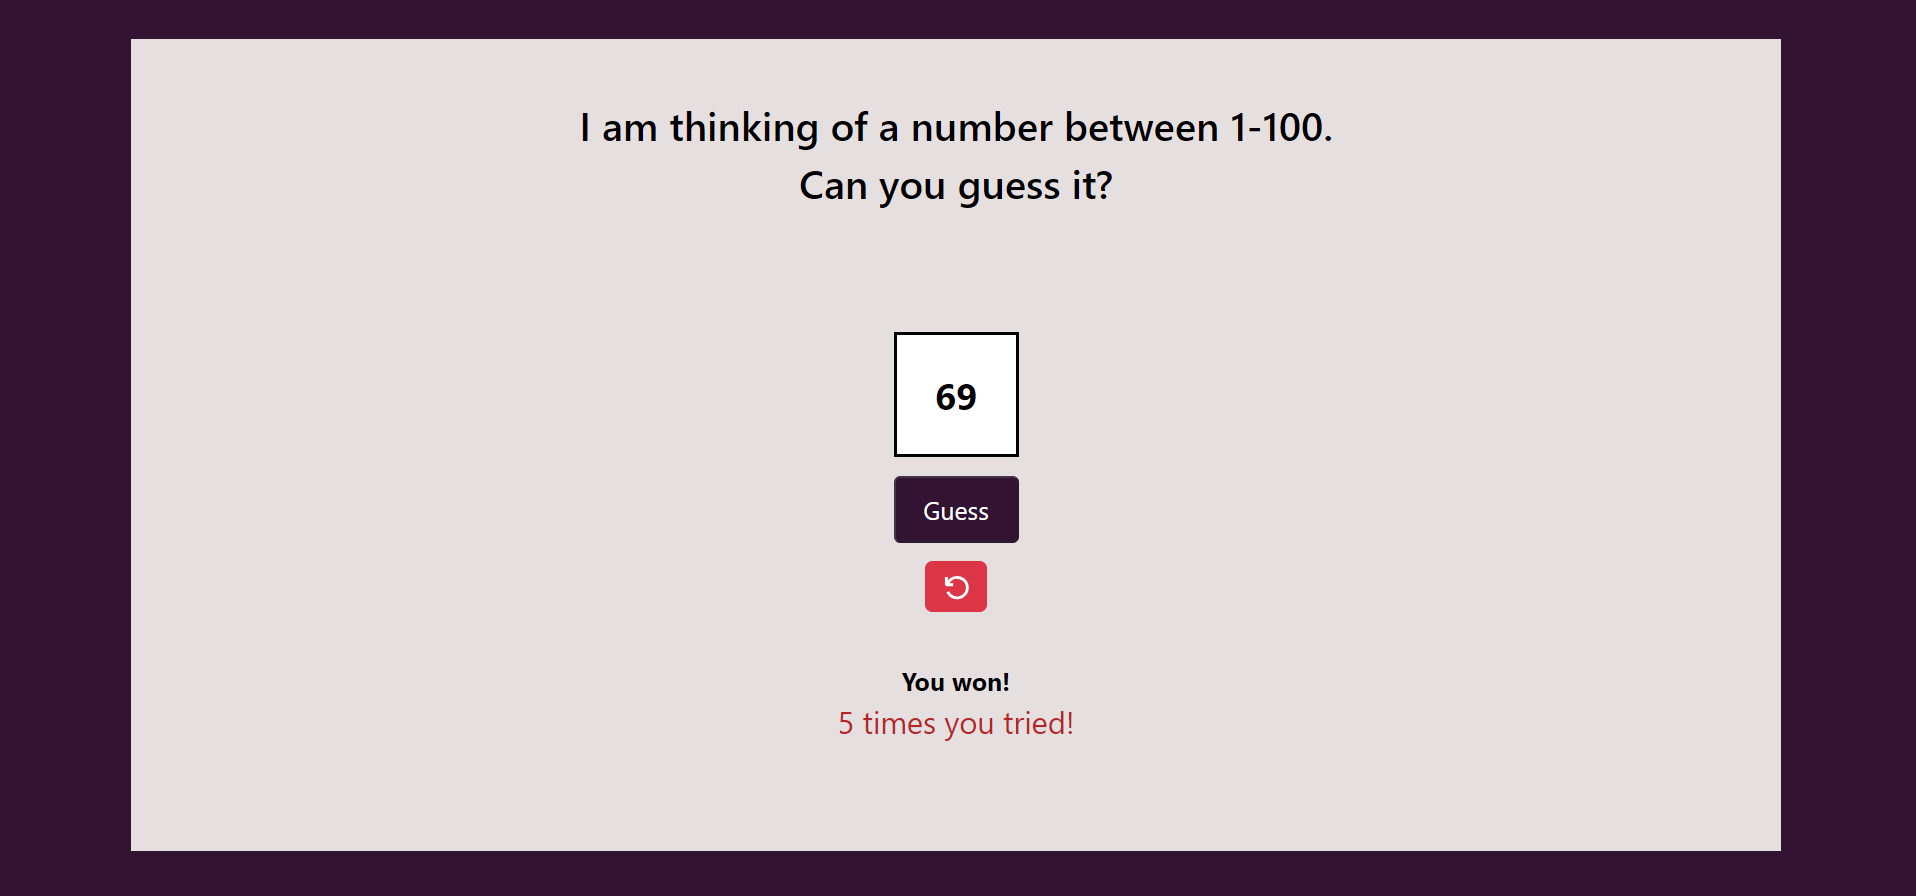 I am thinking of a number between 1-100.
Can you guess it?
69
Guess
You won!
5 times you tried!